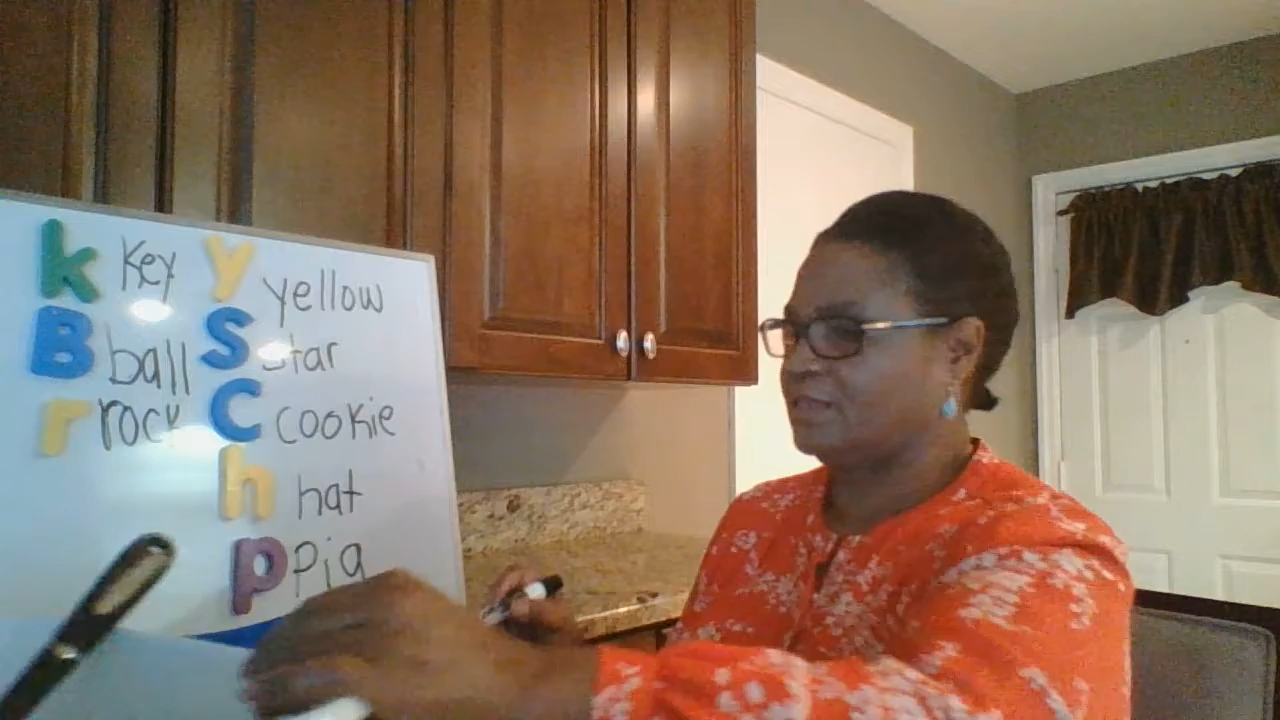 k Key y yellow
B ball S star
r rock C cookie
h hat
p Pig